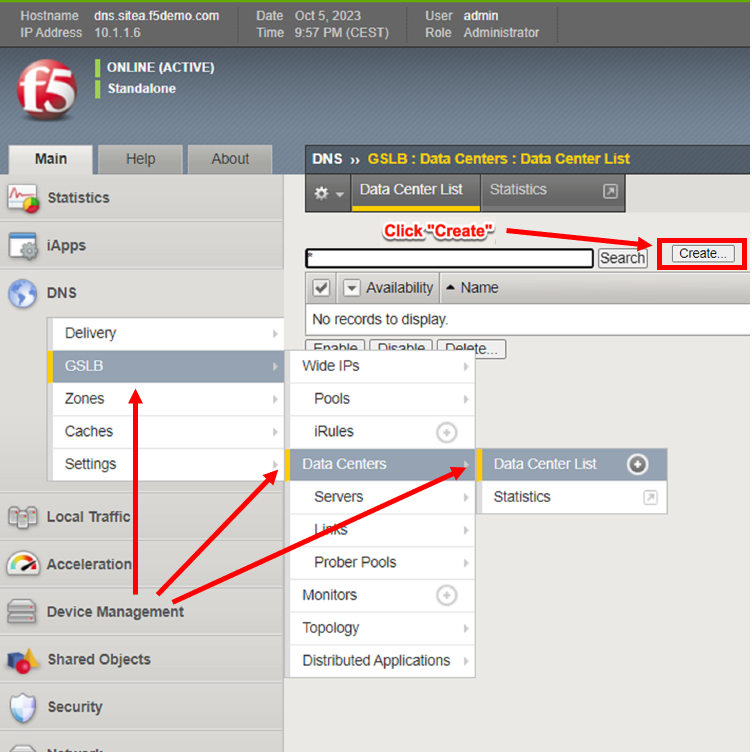 Hostname dns.sitea.f5demo.com Date Oct 5, 2023 User admin
IP Address 10.1.1.6 Time 9:57 PM (CEST) Role Administrator
f5
ONLINE (ACTIVE)
Standalone
Main Help About
DNS ›› GSLB : Data Centers : Data Center List
Data Center List Statistics
Click "Create"
* Search Create...
Availability Name
No records to display.
Enable Disable Delete...
Statistics
iApps
DNS
Delivery
GSLB
Zones
Caches
Settings
Wide IPs
Pools
iRules
Data Centers
Servers
Links
Prober Pools
Monitors
Topology
Distributed Applications
Data Center List
Statistics
Local Traffic
Acceleration
Device Management
Shared Objects
Security
Network